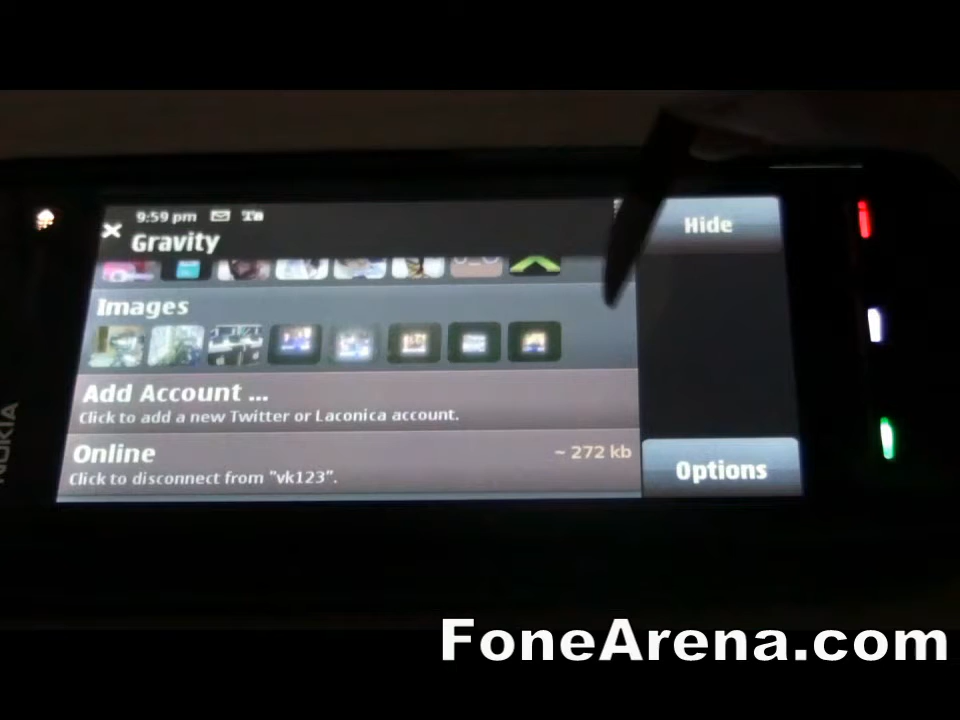 9:59 pm
Gravity
Hide
Images
Add Account ...
Click to add a new Twitter or Laconica account.
Online
~ 272 kb
Click to disconnect from "vk123".
Options
NOKIA
FoneArena.com